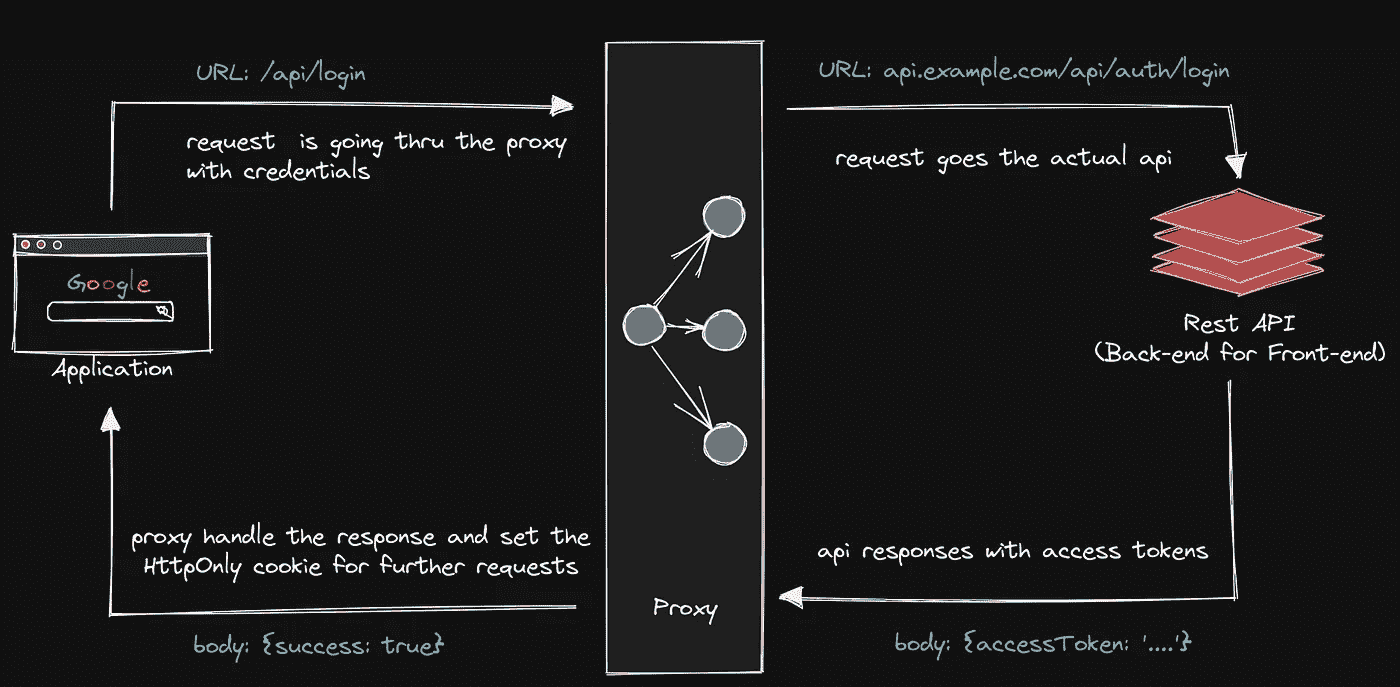 URL: /api/login
request is going thru the proxy
with credentials
URL: api.example.com/api/auth/login
request goes the actual api
Google
Application
Rest API
(Back-end for Front-end)
proxy handle the response and set the
HttpOnly cookie for further requests
body: {success: true}
Proxy
api responses with access tokens
body: {accessToken: '....'}